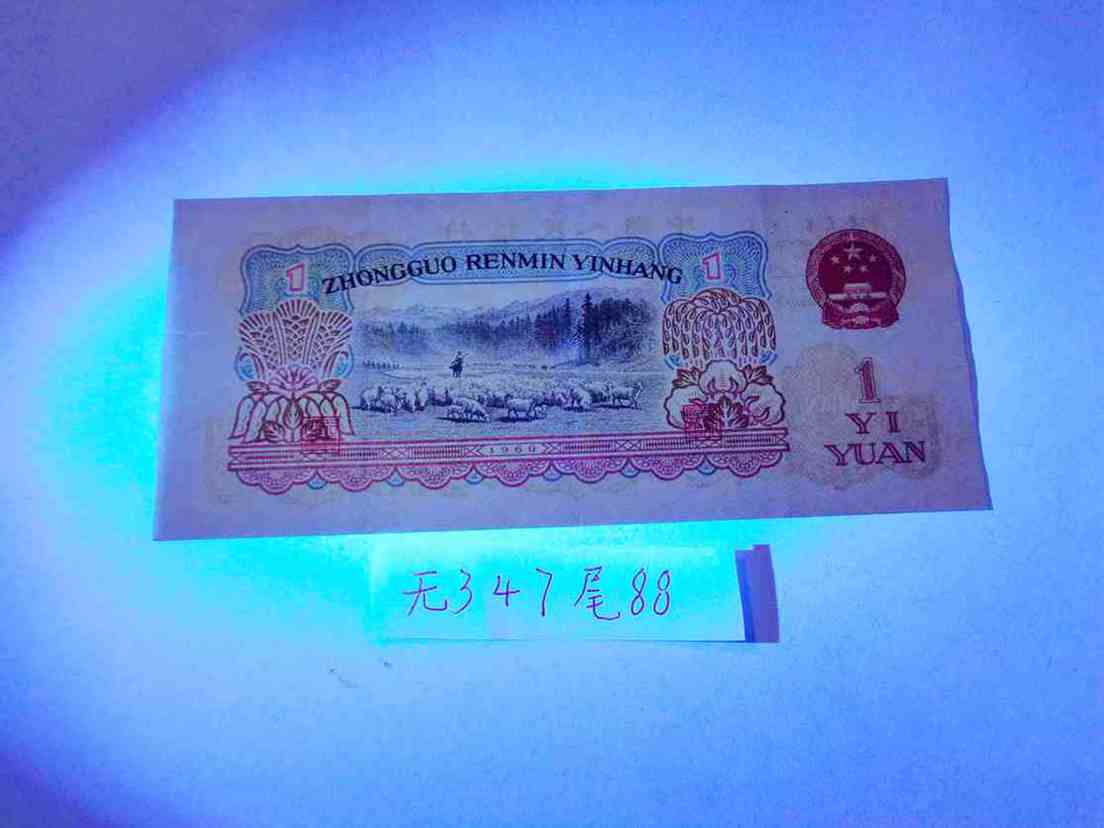 1 ZHONGGUO RENMIN YINHANG 1
1960
1
YI
YUAN
无347尾88